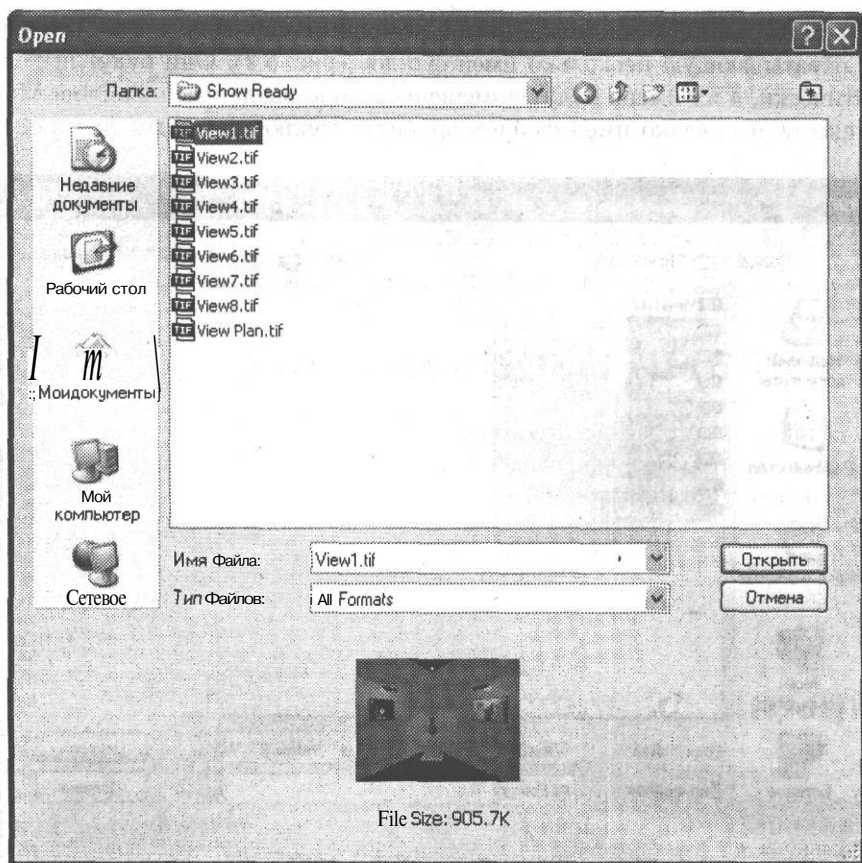 Open
Папка:
Show Ready
View1.tif
View2.tif
View3.tif
View4.tif
View5.tif
View6.tif
View7.tif
View8.tif
View Plan.tif
Недавние
документы
Рабочий стол
I m \
:; Моидокументы
Мой
компьютер
Сетевое
Имя Файла:
View1.tif
Открыть
Тип Файлов:
All Formats
Отмена
File Size: 905.7K